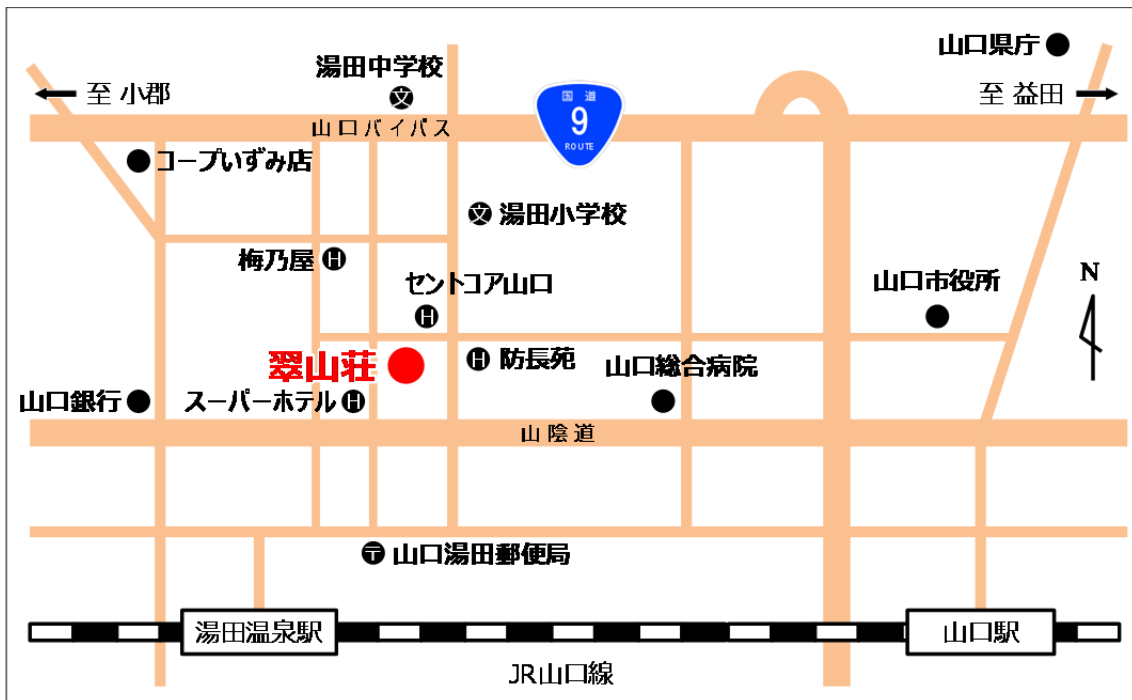 山口県庁
湯田中学校
文
至 小郡
国道
9
ROUTE
至 益田
山口バイパス
コープいずみ店
文 湯田小学校
梅乃屋 H
セントコア山口
H
山口市役所
N
翠山荘
H 防長苑
山口総合病院
山口銀行
スーパーホテル H
山陰道
〒 山口湯田郵便局
湯田温泉駅
山口駅
JR山口線